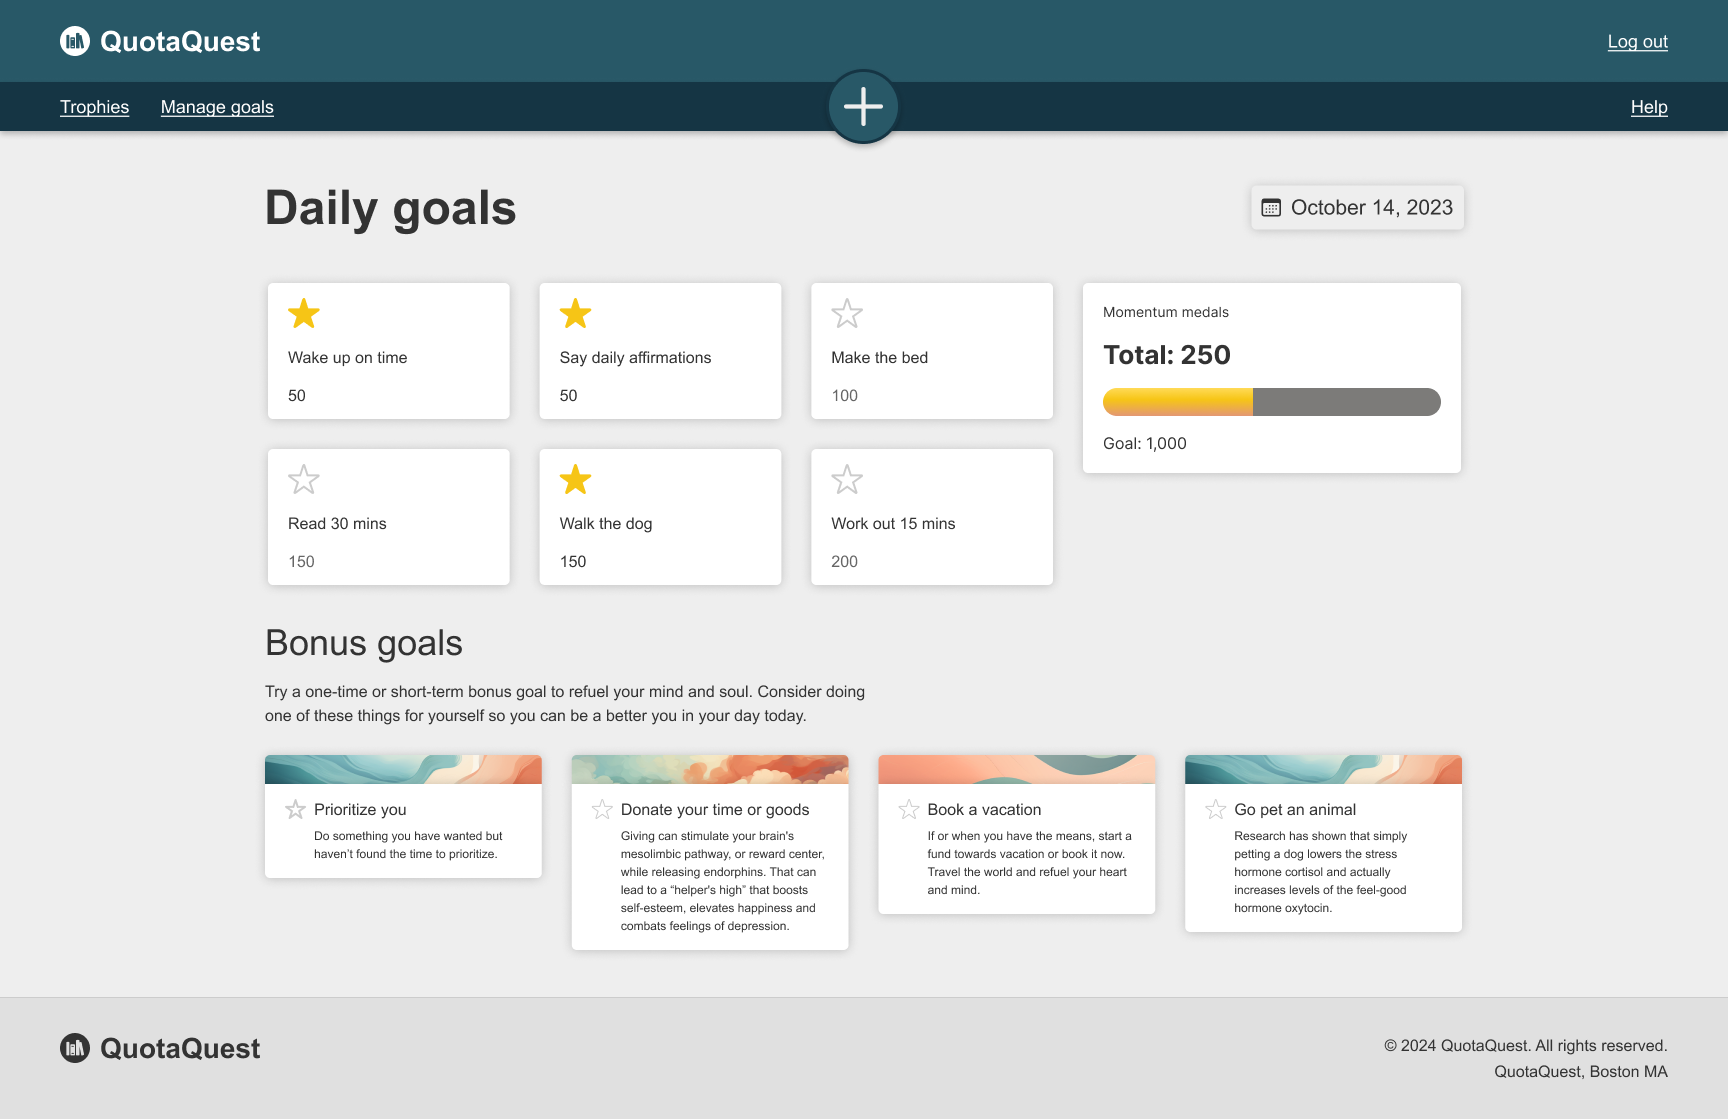 QuotaQuest
Log out
Trophies
Manage goals
Help
Daily goals
October 14, 2023
Wake up on time
50
Say daily affirmations
50
Make the bed
100
Momentum medals
Total: 250
Goal: 1,000
Read 30 mins
150
Walk the dog
150
Work out 15 mins
200
Bonus goals
Try a one-time or short-term bonus goal to refuel your mind and soul. Consider doing
one of these things for yourself so you can be a better you in your day today.
Prioritize you
Do something you have wanted but
haven’t found the time to prioritize.
Donate your time or goods
Giving can stimulate your brain's
mesolimbic pathway, or reward center,
while releasing endorphins. That can
lead to a “helper's high” that boosts
self-esteem, elevates happiness and
combats feelings of depression.
Book a vacation
If or when you have the means, start a
fund towards vacation or book it now.
Travel the world and refuel your heart
and mind.
Go pet an animal
Research has shown that simply
petting a dog lowers the stress
hormone cortisol and actually
increases levels of the feel-good
hormone oxytocin.
QuotaQuest
© 2024 QuotaQuest. All rights reserved.
QuotaQuest, Boston MA